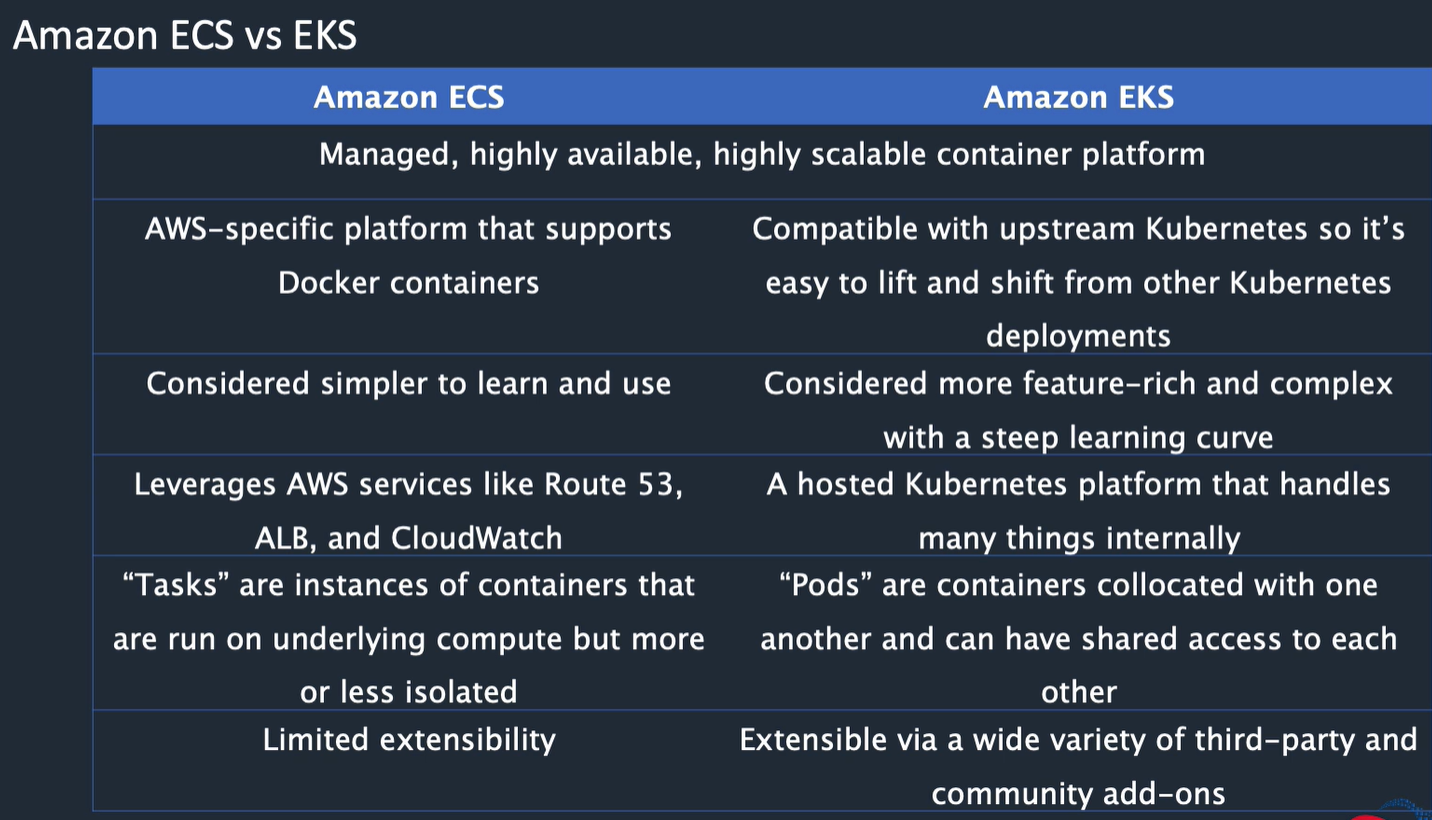 Amazon ECS vs EKS
Amazon ECS
Amazon EKS
Managed, highly available, highly scalable container platform
AWS-specific platform that supports
Docker containers
Compatible with upstream Kubernetes so it’s
easy to lift and shift from other Kubernetes
deployments
Considered simpler to learn and use
Considered more feature-rich and complex
with a steep learning curve
Leverages AWS services like Route 53,
ALB, and CloudWatch
A hosted Kubernetes platform that handles
many things internally
“Tasks” are instances of containers that
are run on underlying compute but more
or less isolated
“Pods” are containers collocated with one
another and can have shared access to each
other
Limited extensibility
Extensible via a wide variety of third-party and
community add-ons